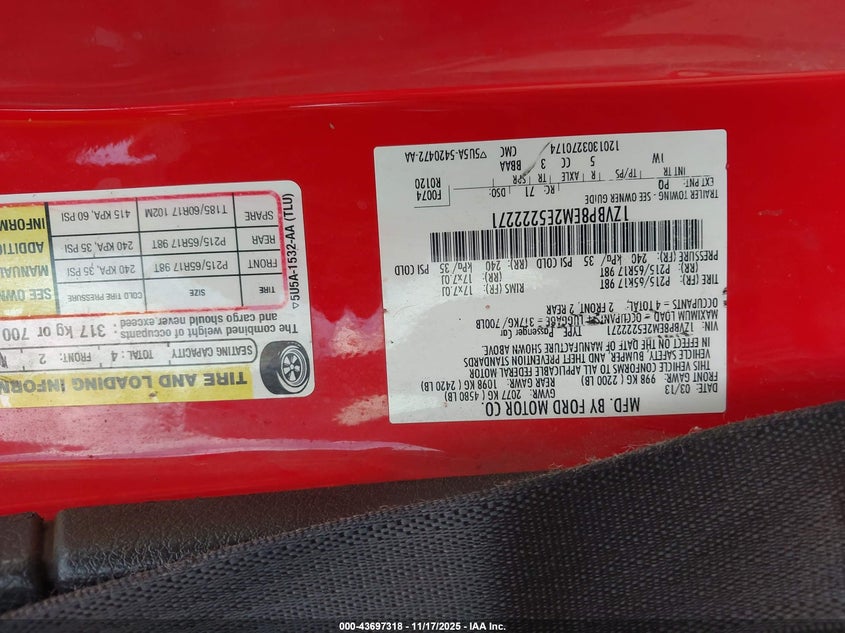 MFD. BY FORD MOTOR CO.
DATE: 03/13
GVWR: 2077 KG ( 4580 LB)
FRONT GAWR: 998 KG ( 2200 LB)
REAR GAWR: 1098 KG ( 2420 LB)
THIS VEHICLE CONFORMS TO ALL APPLICABLE FEDERAL MOTOR
VEHICLE SAFETY, BUMPER, AND THEFT PREVENTION STANDARDS
IN EFFECT ON THE DATE OF MANUFACTURE SHOWN ABOVE.
VIN: 1ZVBP8EM2E5222271
TYPE: Passenger Car
MAXIMUM LOAD = OCCUPANTS + LUGGAGE = 317KG/700LB
OCCUPANTS = 4 TOTAL: 2 FRONT, 2 REAR
TIRE (FR): P215/65R17 98T
RIMS (FR): 17x7.0J
(RR): P215/65R17 98T
(RR): 17x7.0J
PRESSURE (FR): 240 kPa/ 35 PSI COLD
(RR): 240 kPa/ 35 PSI COLD
1ZVBP8EM2E5222271
TRAILER TOWING - SEE OWNER GUIDE
F0074
R0120
EXT PNT: PQ
RC: 71
DSO:
INT TR TP/PS R AXLE TR SPR
IW 5 CC 3 BBAA
CMC
1201303270174
▽5U5A-5420472-AA
TIRE AND LOADING INFORM
SEATING CAPACITY TOTAL : 4 FRONT: 2
The combined weight of occupants
and cargo should never exceed 317 kg or 700
TIRE SIZE COLD TIRE PRESSURE
FRONT P215/65R17 98T 240 KPA, 35 PSI
REAR P215/65R17 98T 240 KPA, 35 PSI
SPARE T185/60R17 102M 415 KPA, 60 PSI
SEE OWN
MANUA
ADDITIO
INFORM
▽5U5A-1532-AA (TLU)
000-43697318 - 11/17/2025 - IAA Inc.